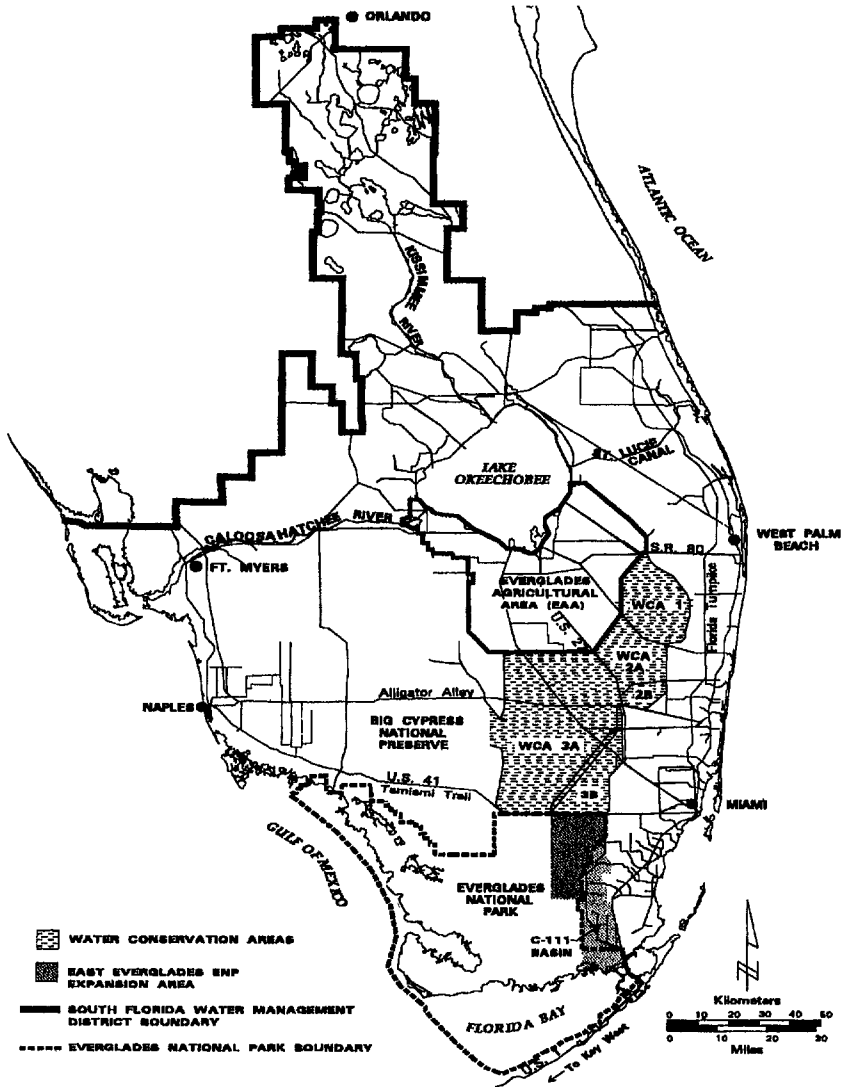 ORLANDO
ATLANTIC OCEAN
KISSIMMEE
RIVER
ST. LUCIE
CANAL
LAKE
OKEECHOBEE
CALOOSAHATCHEE RIVER
WEST PALM
BEACH
S.R. 80
FT. MYERS
EVERGLADES
AGRICULTURAL
AREA (EAA)
WCA 1
Florida Turnpike
U.S. 27
WCA
2A
2B
Alligator Alley
NAPLES
BIG CYPRESS
NATIONAL
PRESERVE
WCA 3A
U.S. 41
Tamiami Trail
3B
MIAMI
GULF OF MEXICO
EVERGLADES
NATIONAL
PARK
C-111
BASIN
FLORIDA BAY
U.S. 1
To Key West
WATER CONSERVATION AREAS
EAST EVERGLADES ENP
EXPANSION AREA
SOUTH FLORIDA WATER MANAGEMENT
DISTRICT BOUNDARY
EVERGLADES NATIONAL PARK BOUNDARY
N
Kilometers
0 10 20 30 40 50
0 10 20 30
Miles